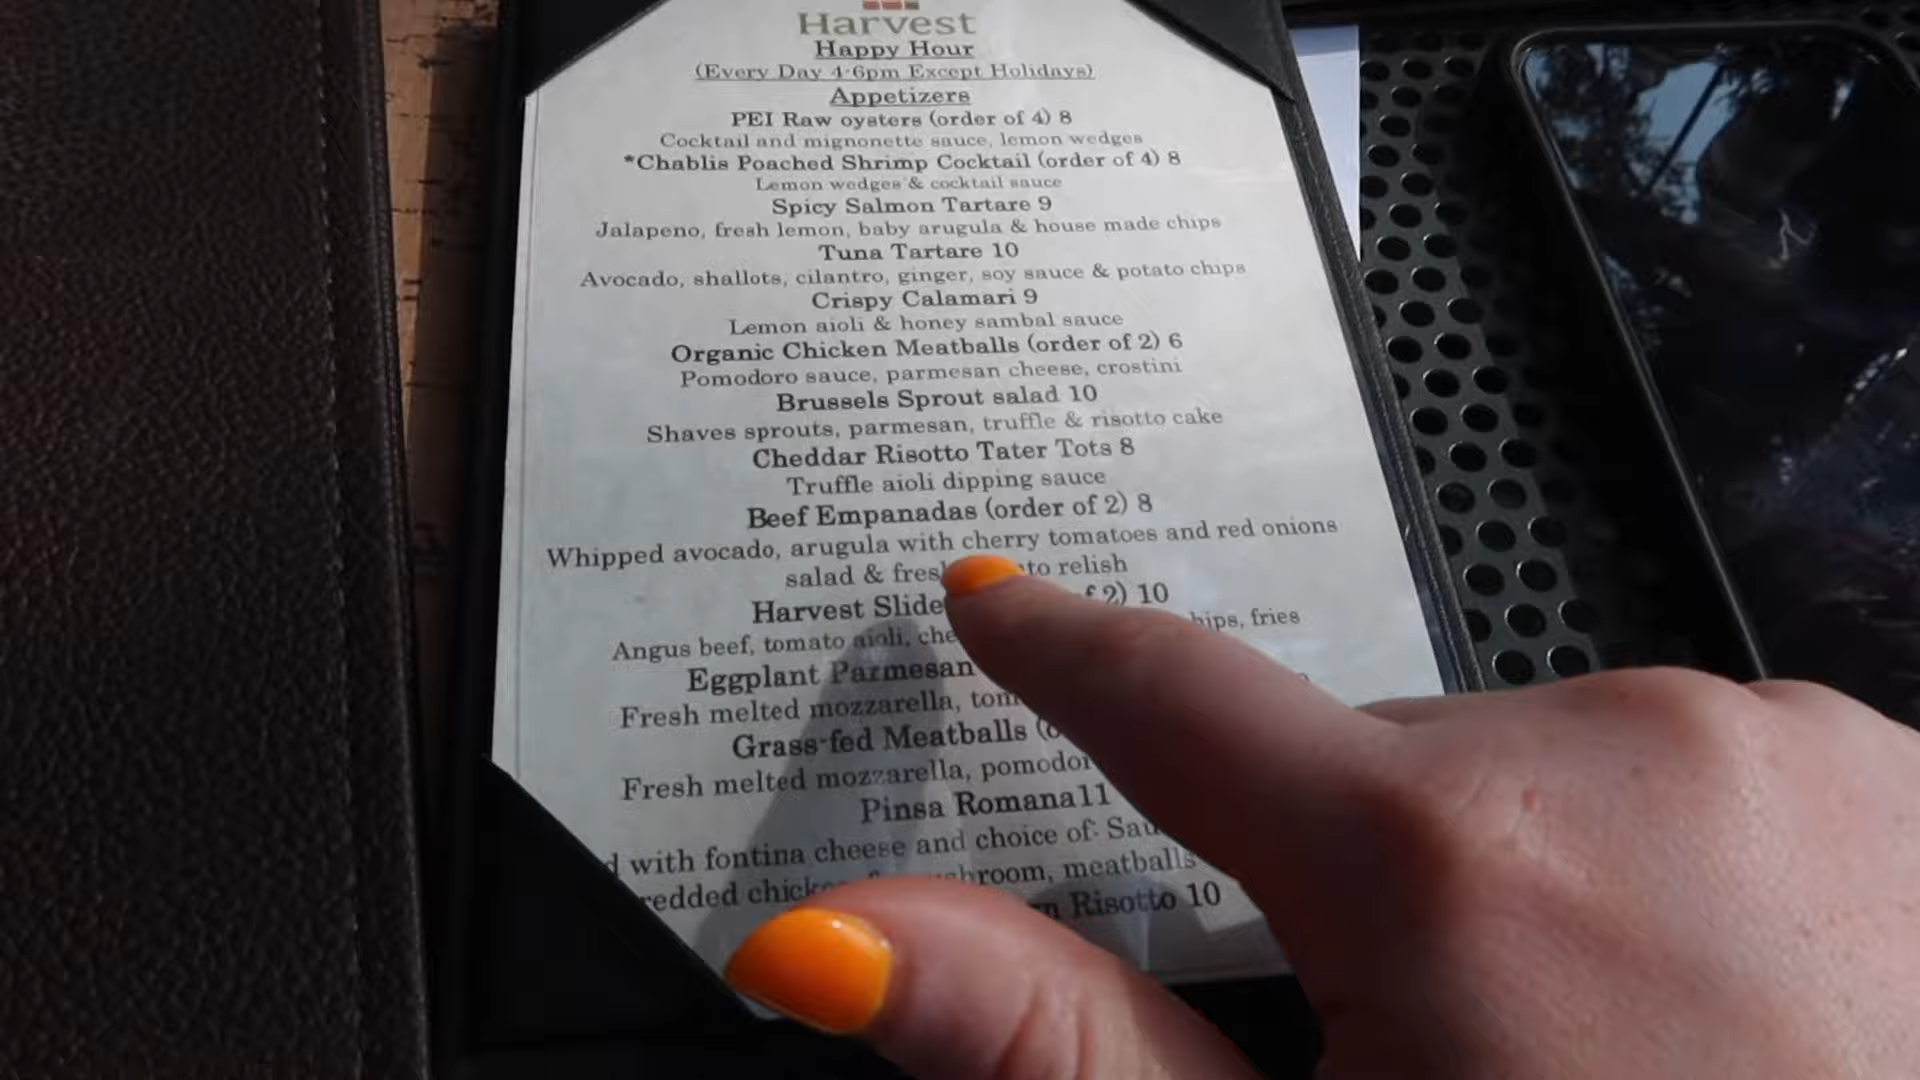 Harvest
Happy Hour
(Every Day 4-6pm Except Holidays)
Appetizers
PEI Raw oysters (order of 4) 8
Cocktail and mignonette sauce, lemon wedges
*Chablis Poached Shrimp Cocktail (order of 4) 8
Lemon wedges & cocktail sauce
Spicy Salmon Tartare 9
Jalapeno, fresh lemon, baby arugula & house made chips
Tuna Tartare 10
Avocado, shallots, cilantro, ginger, soy sauce & potato chips
Crispy Calamari 9
Lemon aioli & honey sambal sauce
Organic Chicken Meatballs (order of 2) 6
Pomodoro sauce, parmesan cheese, crostini
Brussels Sprout salad 10
Shaves sprouts, parmesan, truffle & risotto cake
Cheddar Risotto Tater Tots 8
Truffle aioli dipping sauce
Beef Empanadas (order of 2) 8
Whipped avocado, arugula with cherry tomatoes and red onions
salad & relish
Harvest 2) 10
Angus beef, tomato aioli, fries
Eggplant Parmesan
Fresh melted mozzarella,
Grass-fed Meatballs
Fresh melted mozzarella,
Pinsa Romana11
with fontina cheese and choice of:
meatballs
Risotto 10